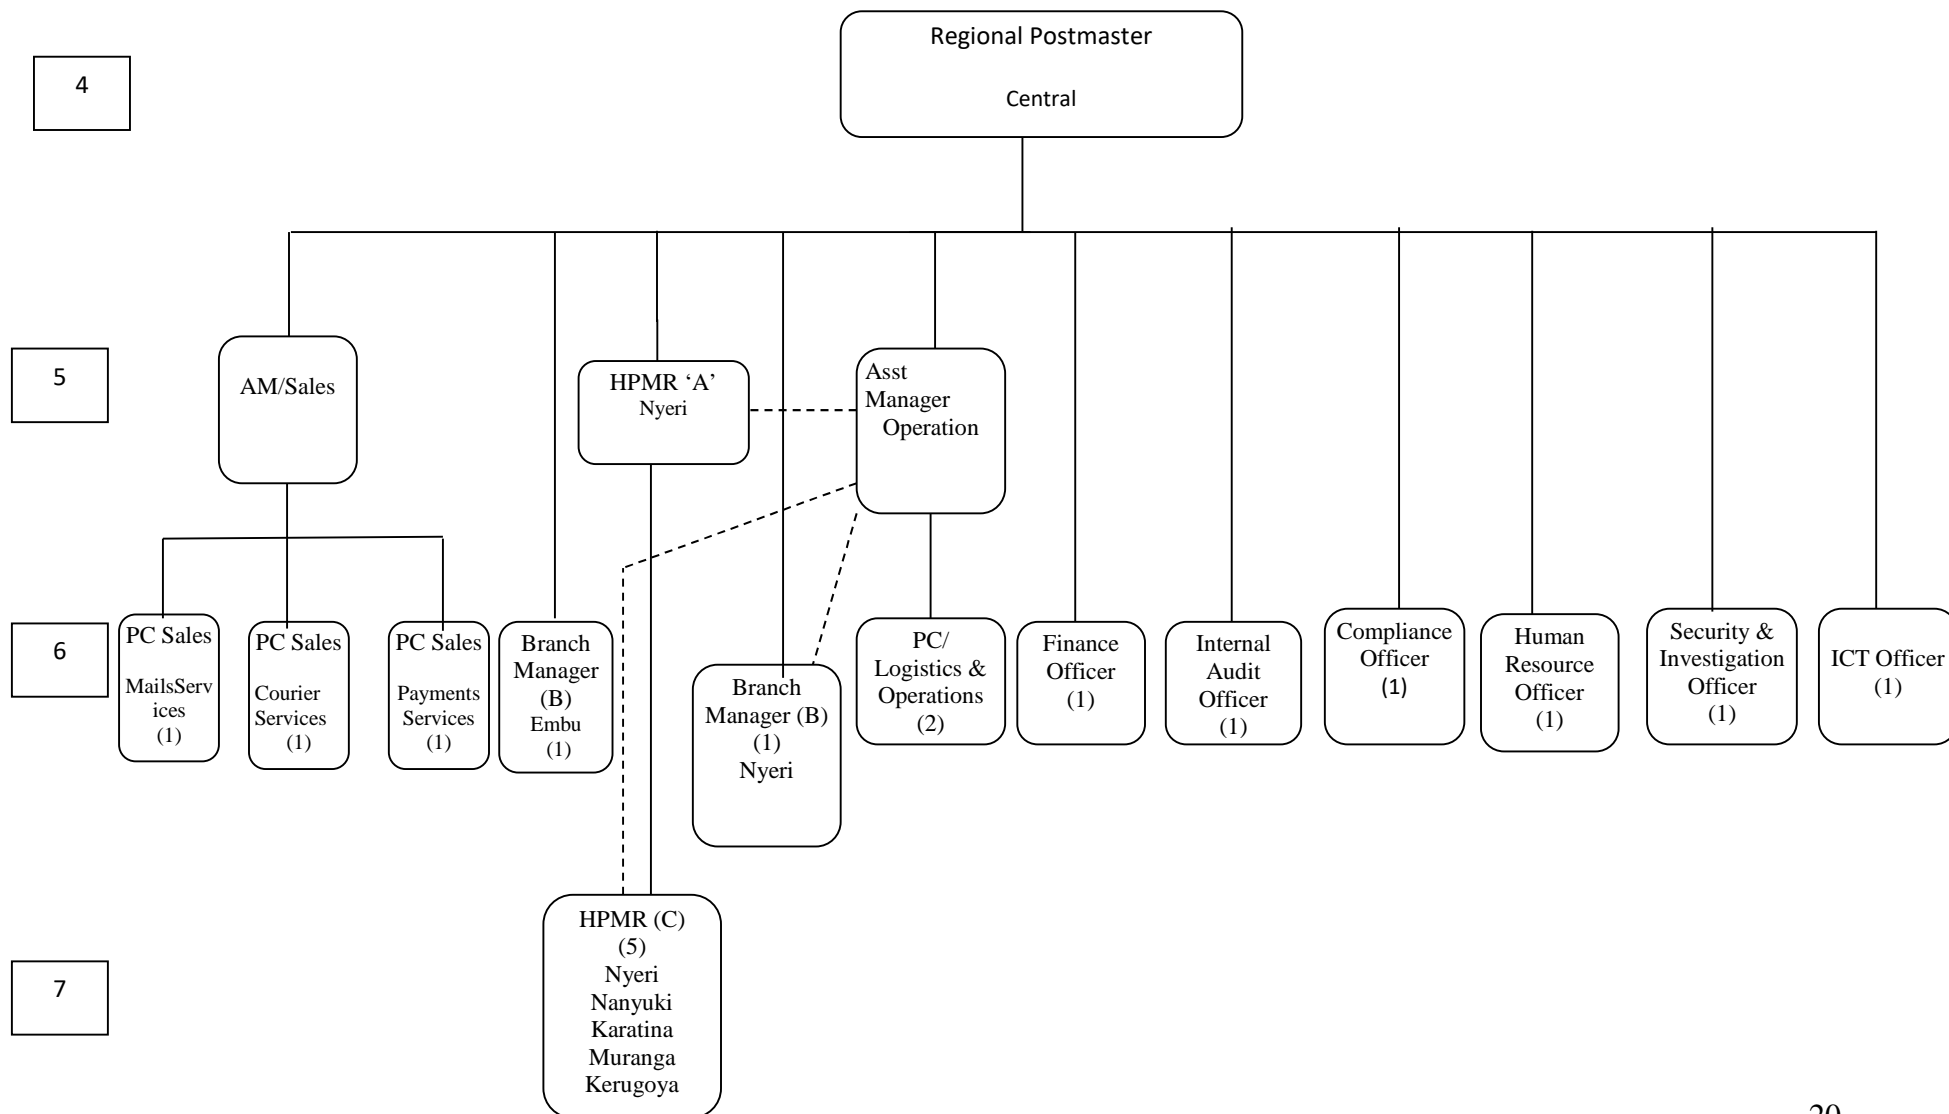 Regional Postmaster
Central
4
5
AM/Sales
HPMR ‘A’
Nyeri
Asst
Manager
Operation
6
PC Sales
MailsServ
ices
(1)
PC Sales
Courier
Services
(1)
PC Sales
Payments
Services
(1)
Branch
Manager
(B)
Embu
(1)
Branch
Manager (B)
(1)
Nyeri
PC/
Logistics &
Operations
(2)
Finance
Officer
(1)
Internal
Audit
Officer
(1)
Compliance
Officer
(1)
Human
Resource
Officer
(1)
Security &
Investigation
Officer
(1)
ICT Officer
(1)
7
HPMR (C)
(5)
Nyeri
Nanyuki
Karatina
Muranga
Kerugoya
20